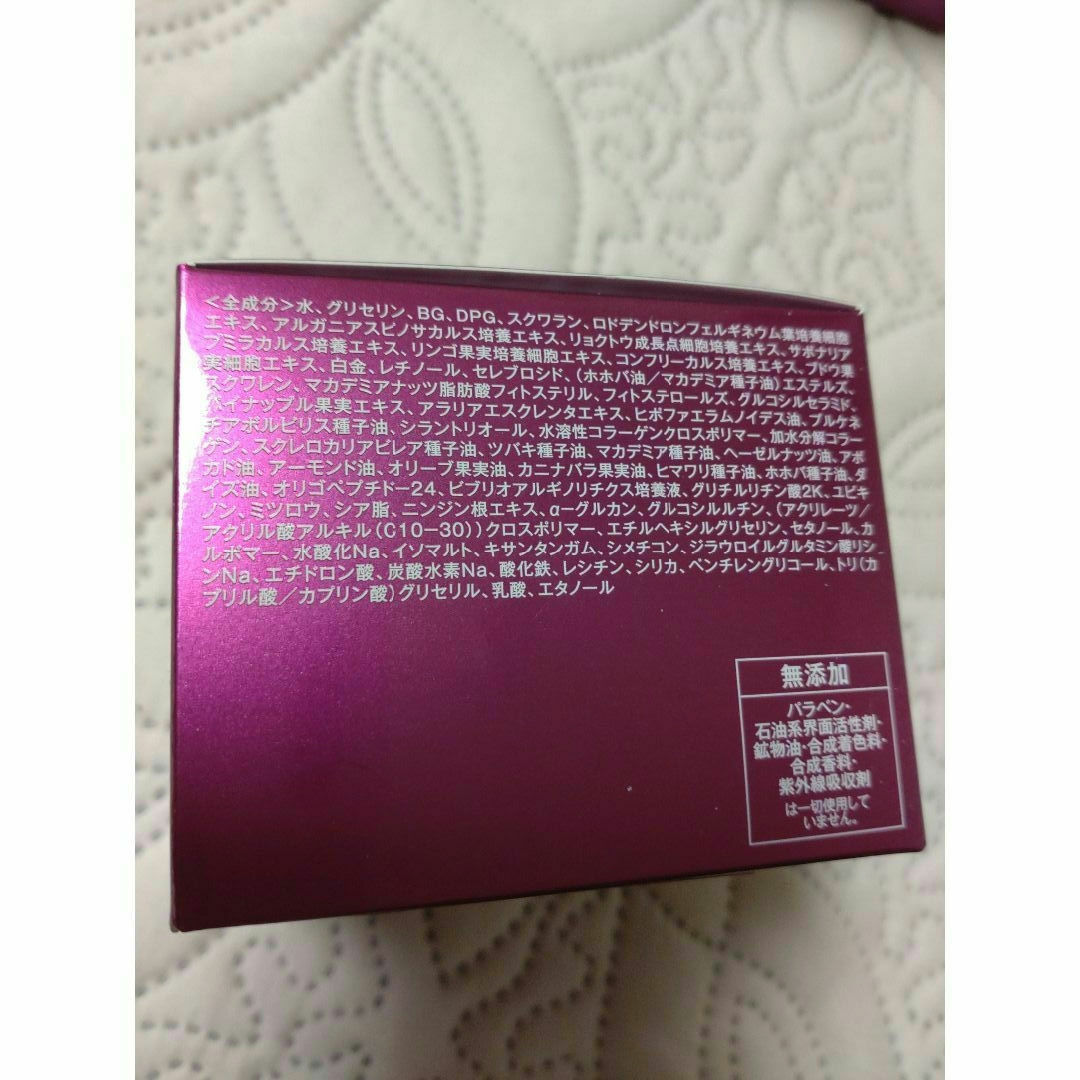 ＜全成分＞水、グリセリン、BG、DPG、スクワラン、ロドデンドロンフェルギネウム葉培養細胞
エキス、アルガニアスピノサカルス培養エキス、リョクトウ成長点細胞培養エキス、サポナリア
プミラカルス培養エキス、リンゴ果実培養細胞エキス、コンフリーカルス培養エキス、ブドウ果
実細胞エキス、白金、レチノール、セレブロシド、(ホホバ油／マカデミア種子油)エステルズ、
スクワレン、マカデミアナッツ脂肪酸フィトステリル、フィトステロールズ、グルコシルセラミド、
パイナップル果実エキス、アラリアエスクレンタエキス、ヒポファエラムノイデス油、プルケネ
チアボルビリス種子油、シラントリオール、水溶性コラーゲンクロスポリマー、加水分解コラー
ゲン、スクレロカリアビレア種子油、ツバキ種子油、マカデミア種子油、ヘーゼルナッツ油、アボ
カド油、アーモンド油、オリーブ果実油、カニナバラ果実油、ヒマワリ種子油、ホホバ種子油、ダ
イズ油、オリゴペプチド－24、ビブリオアルギノリチクス培養液、グリチルリチン酸2K、ユビキ
ノン、ミツロウ、シア脂、ニンジン根エキス、α－グルカン、グルコシルルチン、(アクリレーツ／
アクリル酸アルキル(C10－30))クロスポリマー、エチルヘキシルグリセリン、セタノール、カ
ルボマー、水酸化Na、イソマルト、キサンタンガム、シメチコン、ジラウロイルグルタミン酸リシ
ンNa、エチドロン酸、炭酸水素Na、酸化鉄、レシチン、シリカ、ペンチレングリコール、トリ(カ
プリル酸／カプリン酸)グリセリル、乳酸、エタノール
無添加
パラベン・
石油系界面活性剤・
鉱物油・合成着色料・
合成香料・
紫外線吸収剤
は一切使用して
いません。